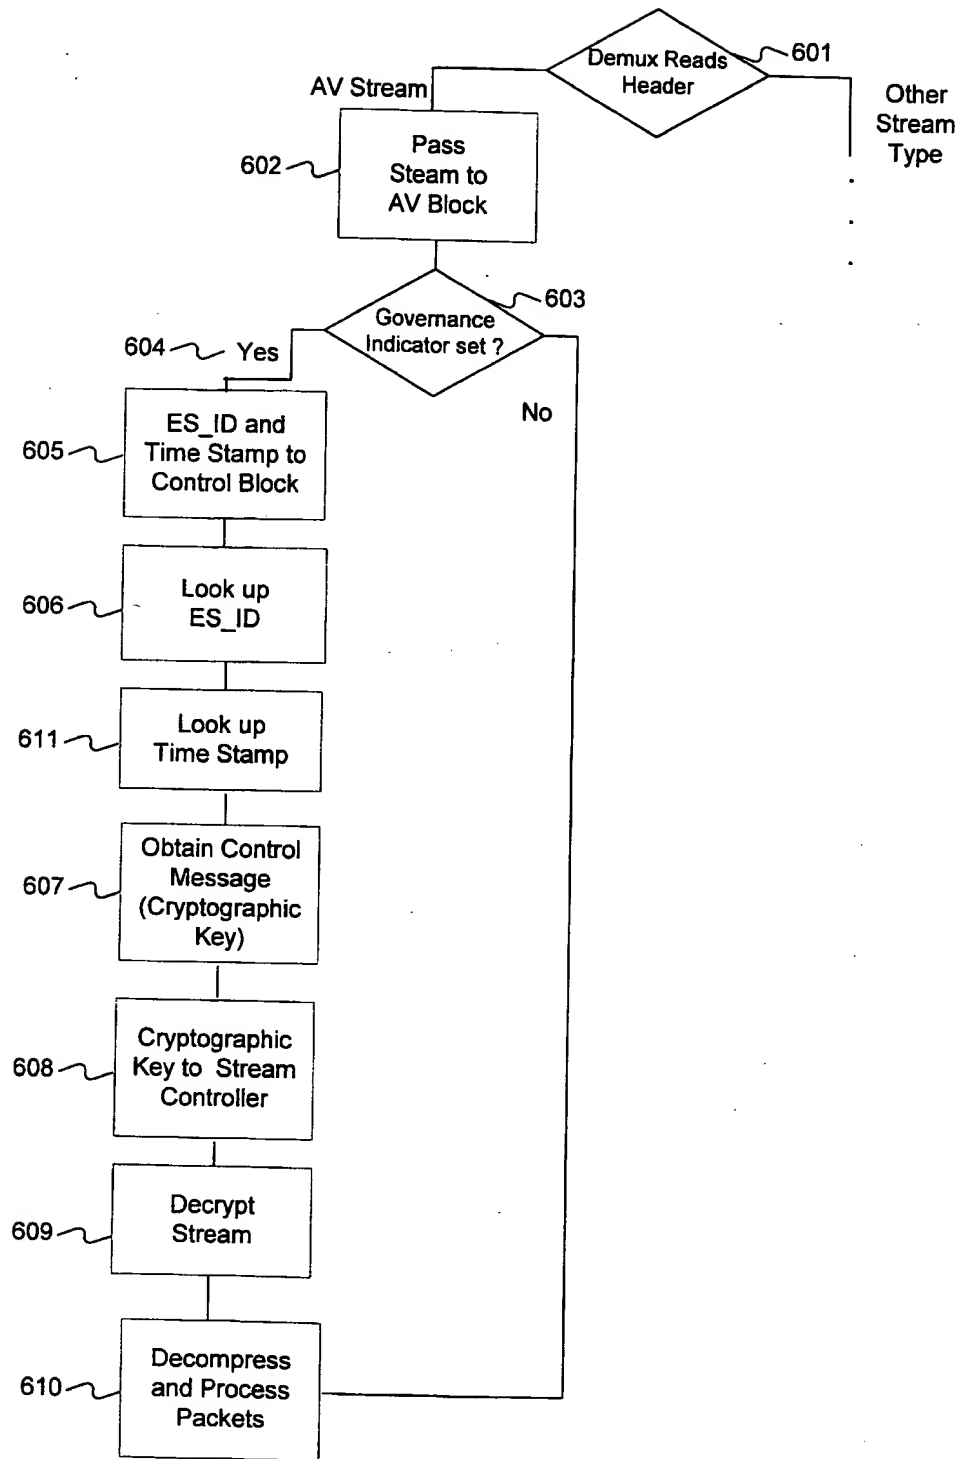 Demux Reads
Header
601
AV Stream
Other
Stream
Type
Pass
Steam to
AV Block
602
603
Governance
Indicator set ?
604
Yes
No
ES_ID and
Time Stamp to
Control Block
605
Look up
ES_ID
606
Look up
Time Stamp
611
Obtain Control
Message
(Cryptographic
Key)
607
Cryptographic
Key to Stream
Controller
608
Decrypt
Stream
609
Decompress
and Process
Packets
610